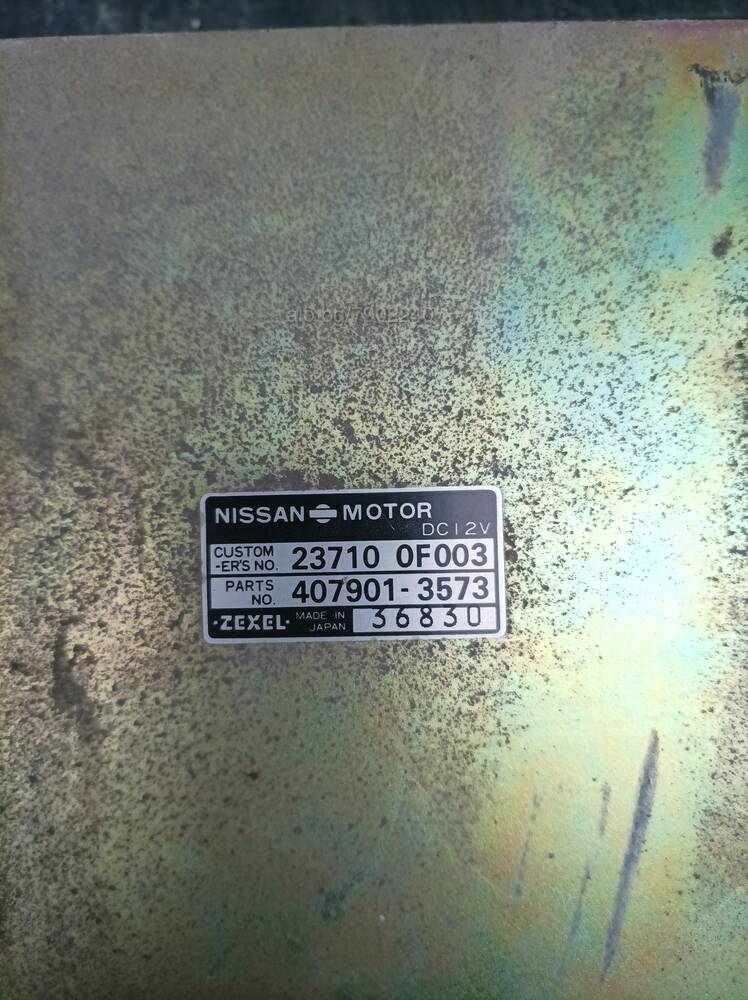 NISSAN MOTOR
DC12V
CUSTOM
-ER'S NO. 23710 0F003
PARTS
NO. 407901-3573
·ZEXEL· MADE IN
JAPAN 36830